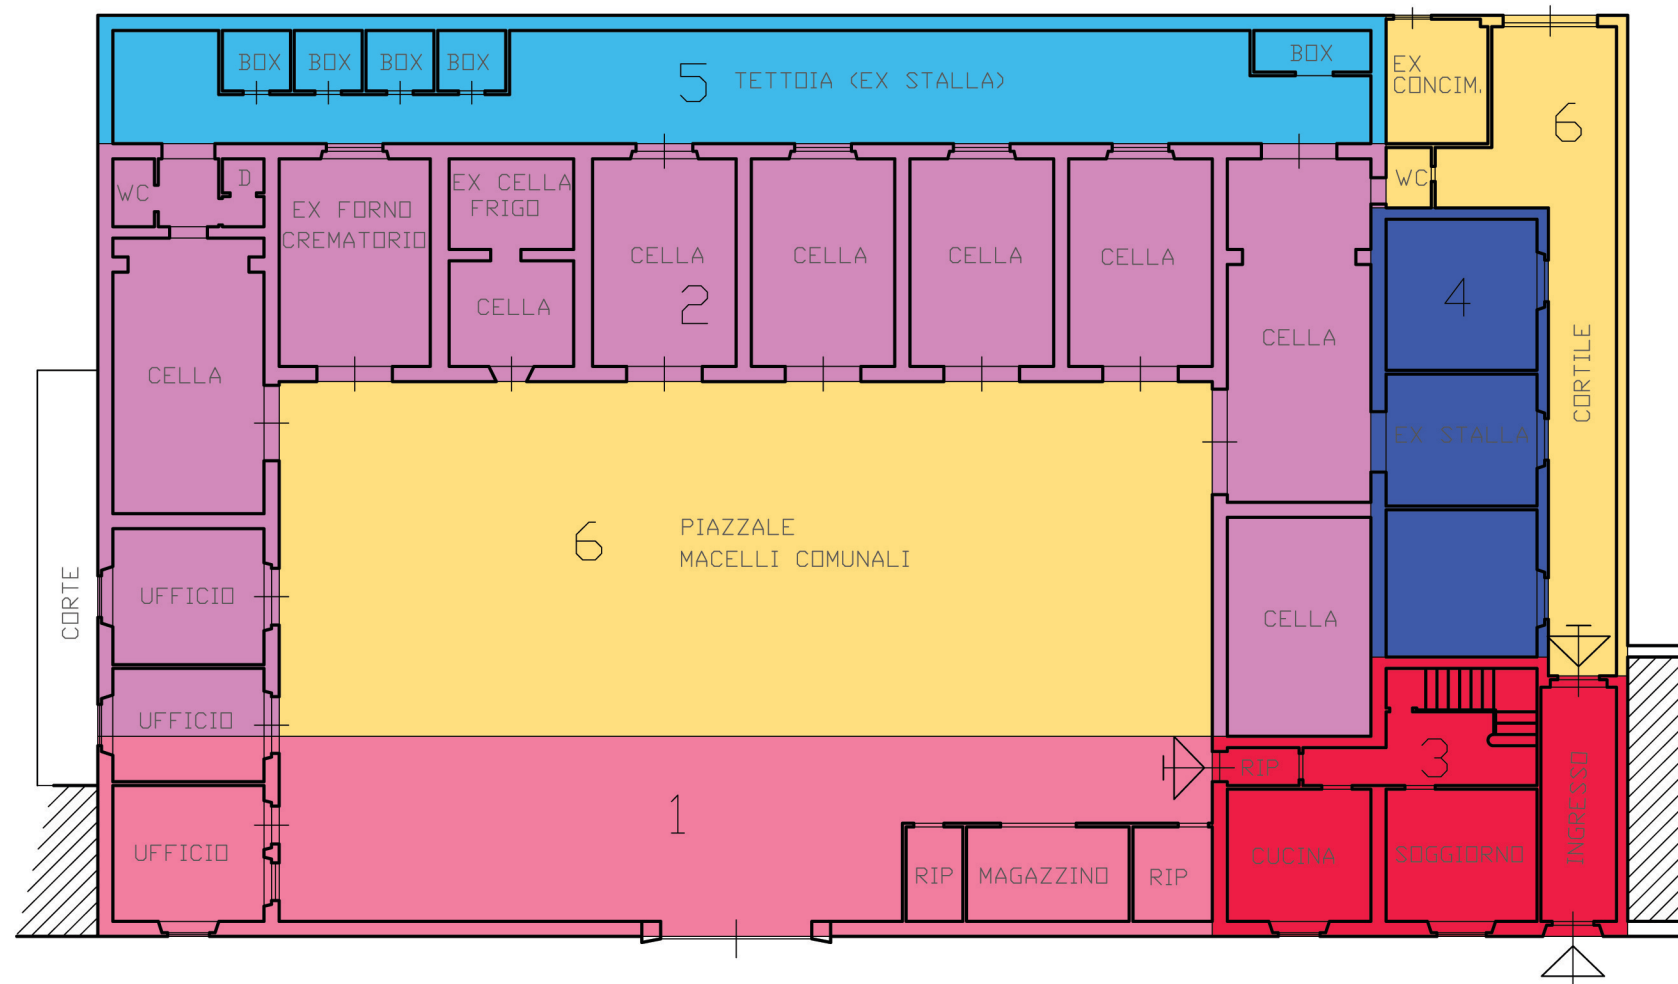 BOX
BOX
BOX
BOX
5
TETTOIA (EX STALLA)
BOX
EX
CONCIM.
6
WC
D
EX FORNO
CREMATORIO
EX CELLA
FRIGO
CELLA
CELLA
2
CELLA
CELLA
CELLA
CELLA
WC
4
CELLA
EX STALLA
CORTILE
6
PIAZZALE
MACELLI COMUNALI
CORTE
UFFICIO
CELLA
UFFICIO
1
UFFICIO
RIP
MAGAZZINO
RIP
RIP
3
CUCINA
SOGGIORNO
INGRESSO